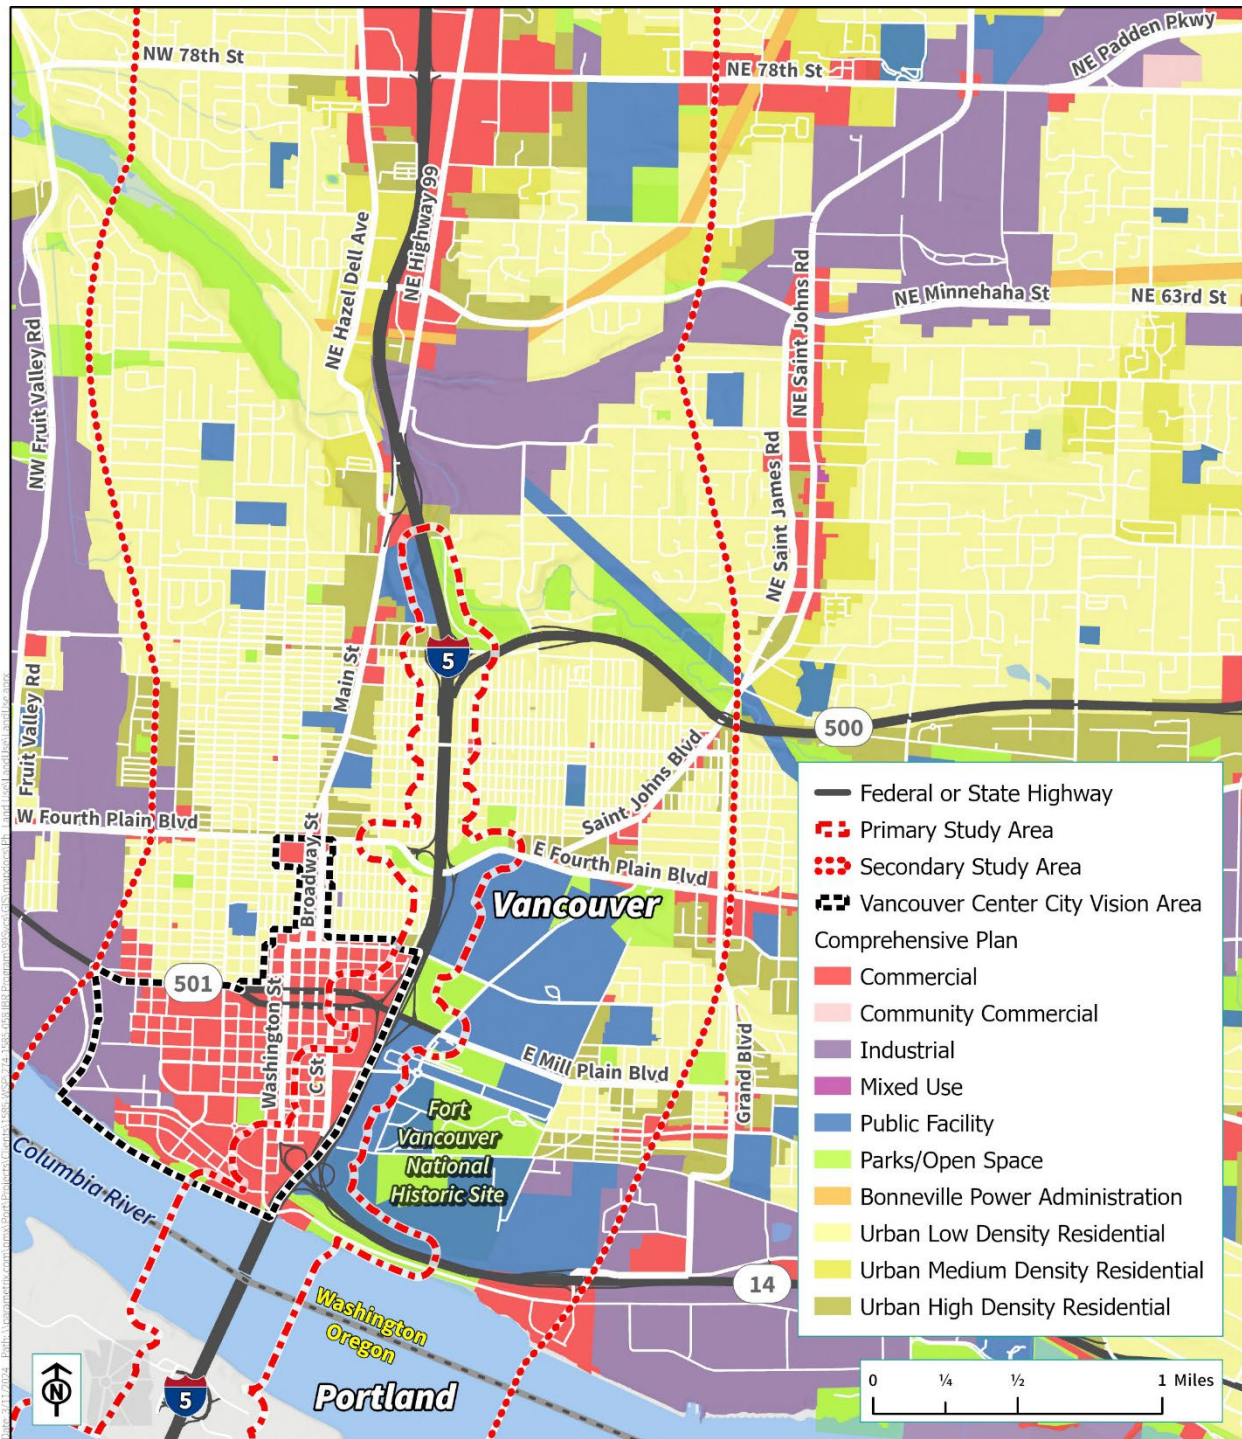 NW 78th St
NE 78th St
NE Padden Pkwy
NE Hazel Dell Ave
NE Highway 99
NW Fruit Valley Rd
NE Saint Johns Rd
NE Minnehaha St
NE 63rd St
NE Saint James Rd
5
Main St
Fruit Valley Rd
500
Saint Johns Blvd
W Fourth Plain Blvd
E Fourth Plain Blvd
Broadway St
Vancouver
501
Washington St
C St
E Mill Plain Blvd
Grand Blvd
Fort
Vancouver
National
Historic Site
Columbia River
14
Washington
Oregon
Portland
5
N
Federal or State Highway
Primary Study Area
Secondary Study Area
Vancouver Center City Vision Area
Comprehensive Plan
Commercial
Community Commercial
Industrial
Mixed Use
Public Facility
Parks/Open Space
Bonneville Power Administration
Urban Low Density Residential
Urban Medium Density Residential
Urban High Density Residential
0 ¼ ½ 1 Miles
Date: 3/11/2024